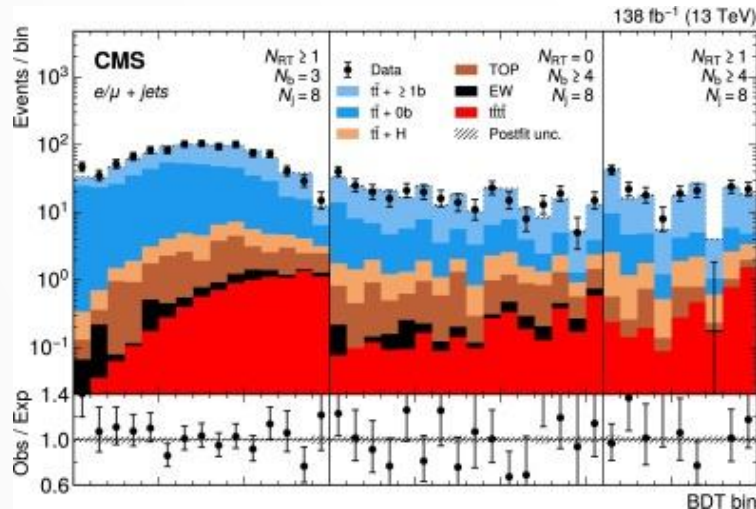 138 fb⁻¹ (13 TeV)
Events / bin
10³
10²
10¹
10⁰
10⁻¹
CMS
e/μ + jets
N_RT ≥ 1
N_b = 3
N_j = 8
Data
tt̄ + ≥ 1b
tt̄ + 0b
tt̄ + H
TOP
EW
tt̄tt̄
Postfit unc.
N_RT = 0
N_b ≥ 4
N_j = 8
N_RT ≥ 1
N_b ≥ 4
N_j = 8
Obs / Exp
1.4
1.0
0.6
BDT bin